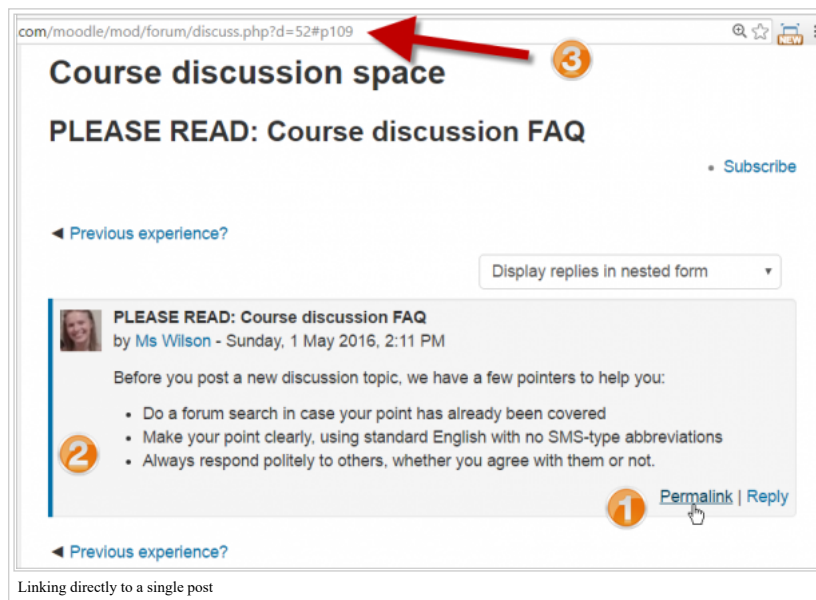 .com/moodle/mod/forum/discuss.php?d=52#p109
NEW
3
Course discussion space
PLEASE READ: Course discussion FAQ
• Subscribe
◄ Previous experience?
Display replies in nested form ▾
PLEASE READ: Course discussion FAQ
by Ms Wilson - Sunday, 1 May 2016, 2:11 PM
Before you post a new discussion topic, we have a few pointers to help you:
• Do a forum search in case your point has already been covered
• Make your point clearly, using standard English with no SMS-type abbreviations
2
• Always respond politely to others, whether you agree with them or not.
1
Permalink | Reply
◄ Previous experience?
Linking directly to a single post